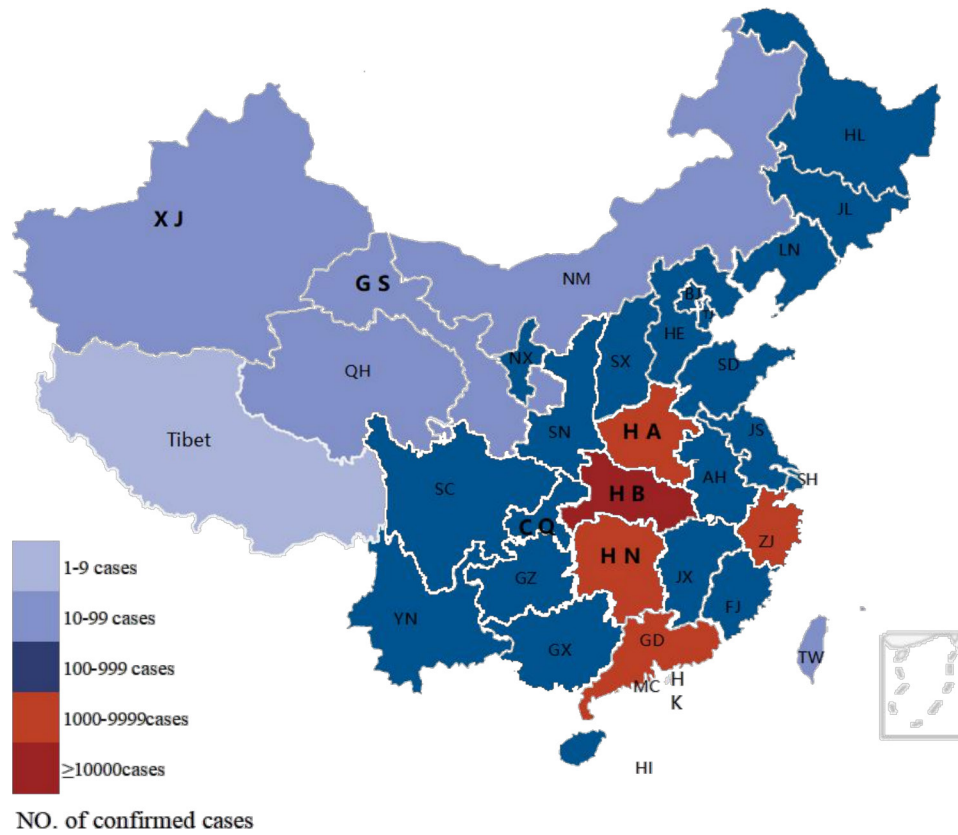 HL
X J
JL
LN
G S
NM
BJ
TJ
HE
NX
SX
SD
QH
Tibet
SN
H A
JS
SC
AH
SH
H B
C Q
ZJ
H N
GZ
JX
FJ
YN
GX
GD
TW
MC
H
K
HI
1-9 cases
10-99 cases
100-999 cases
1000-9999cases
≥10000cases
NO. of confirmed cases